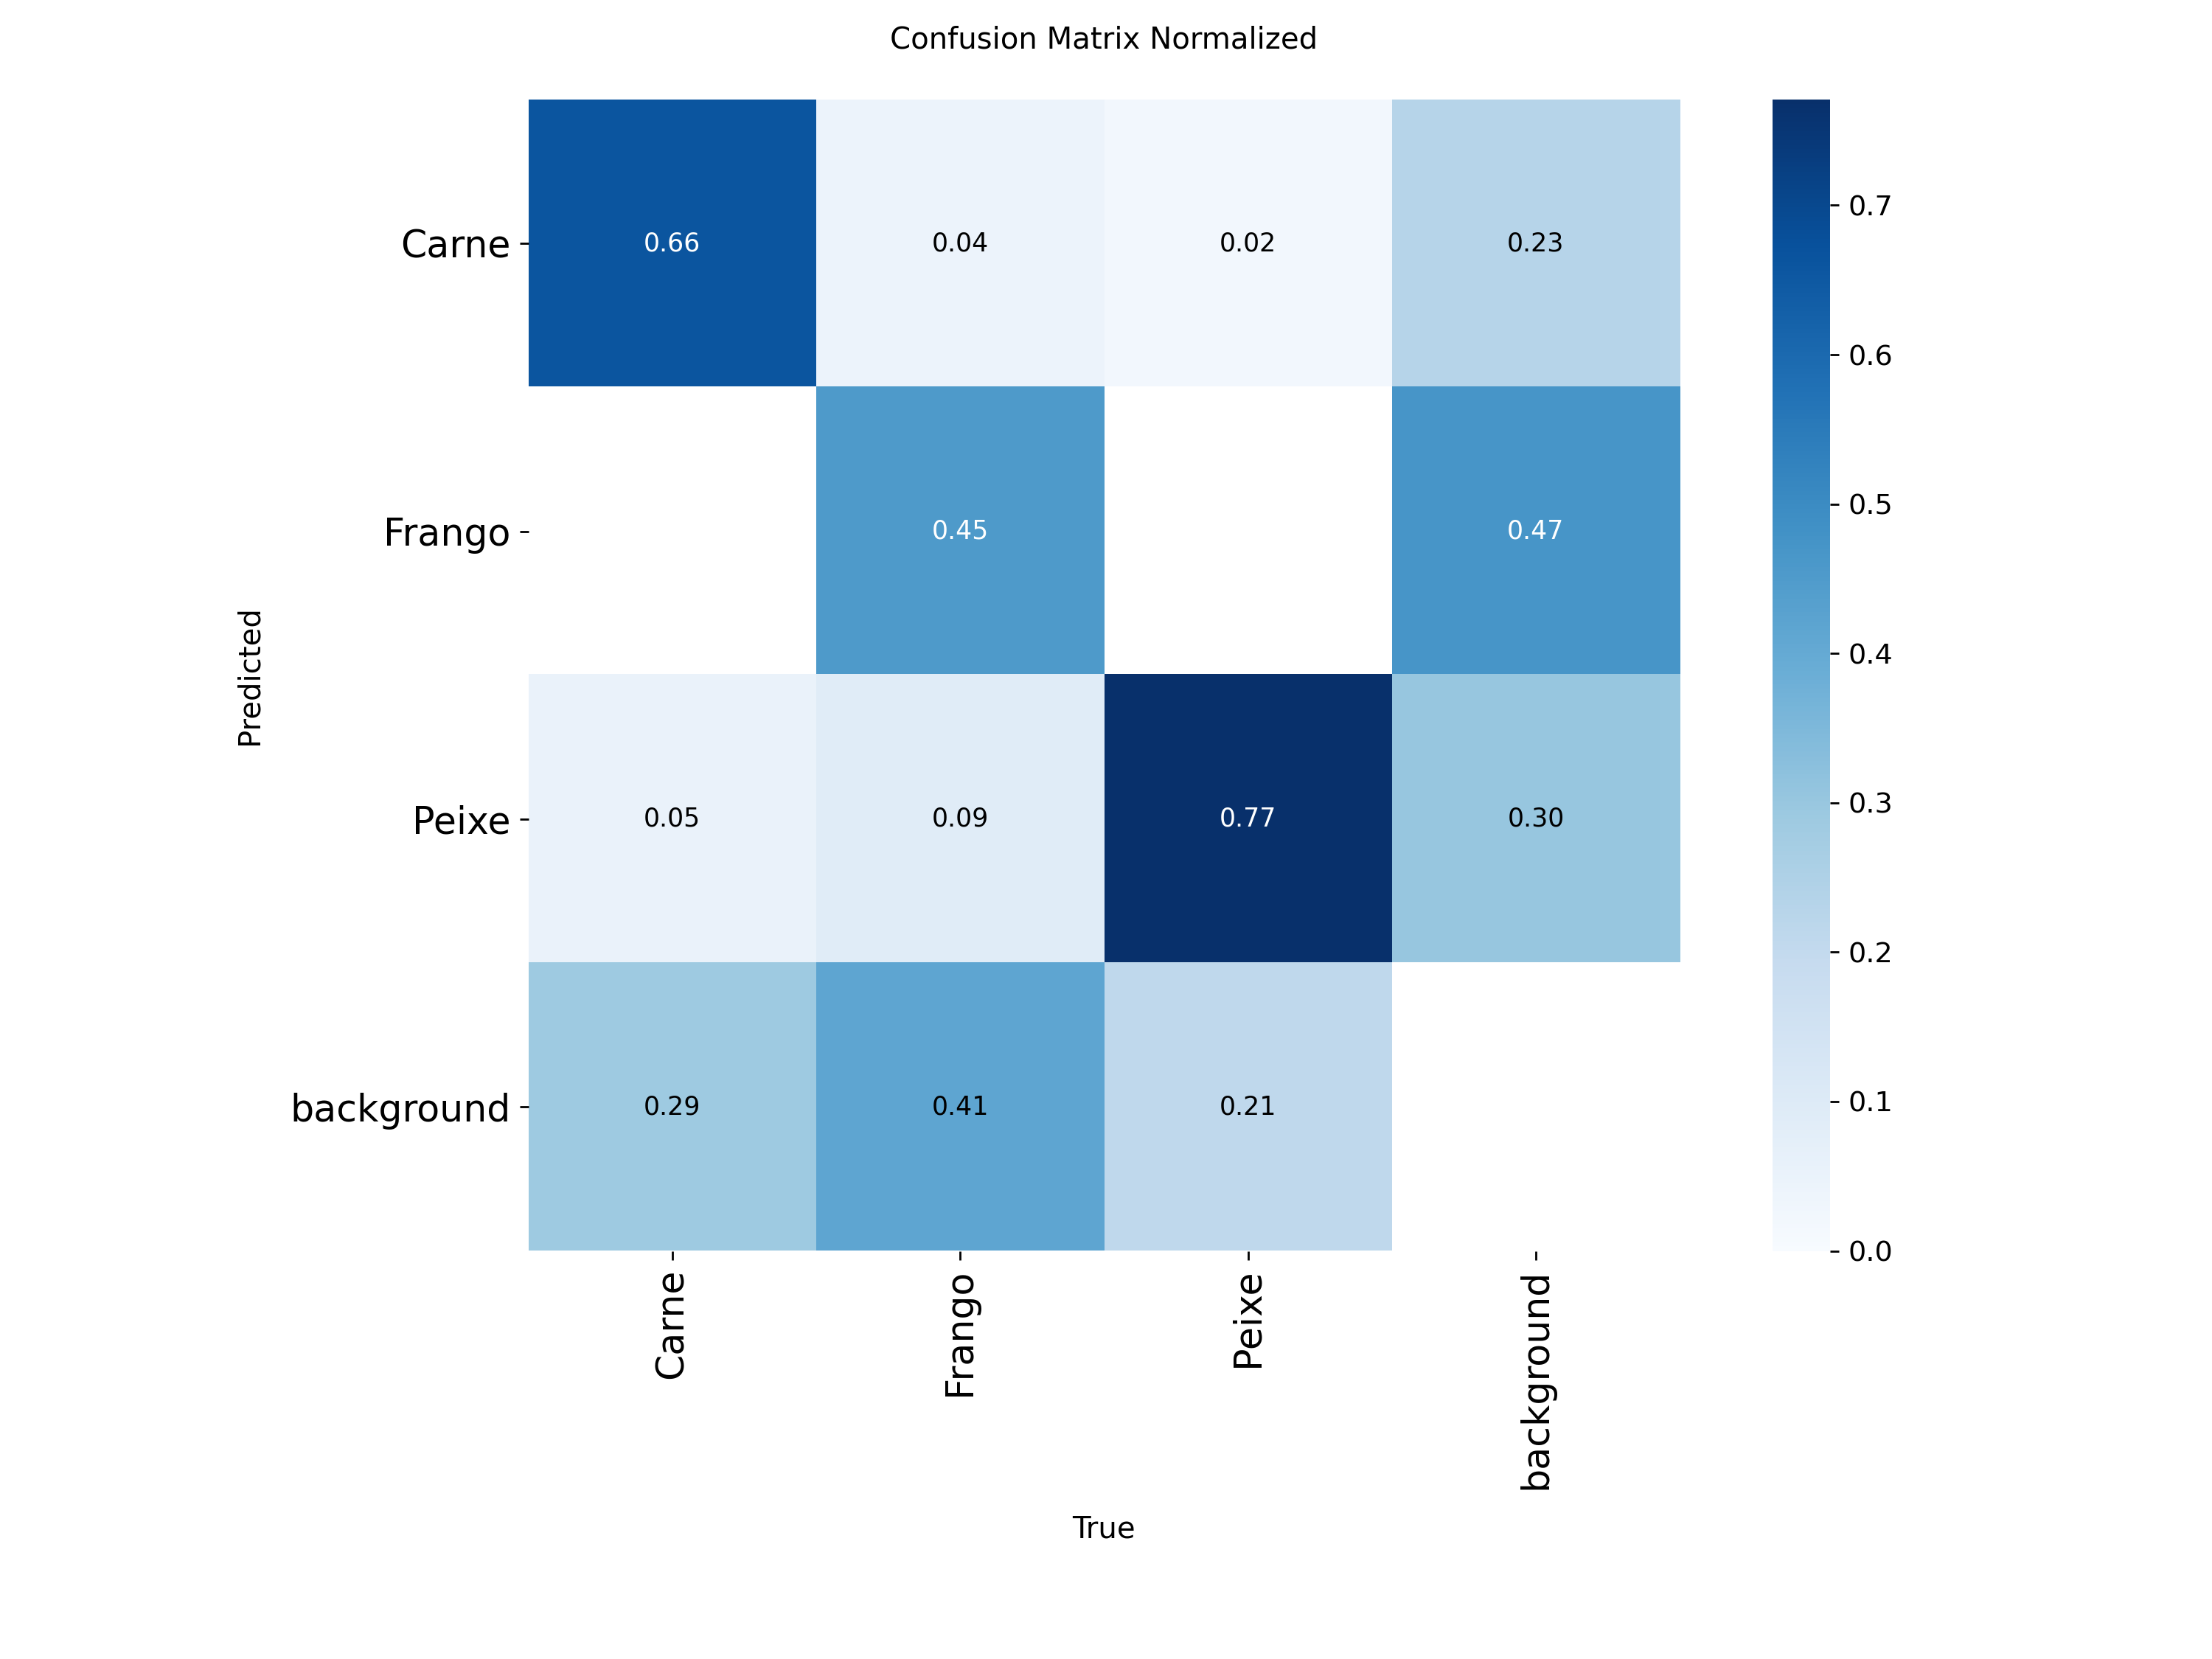 Confusion Matrix Normalized
Carne 0.66 0.04 0.02 0.23 0.7
0.6
Frango 0.45 0.47 0.5
Predicted 0.4
Peixe 0.05 0.09 0.77 0.30 0.3
0.2
background 0.29 0.41 0.21 0.1
0.0
Carne Frango Peixe background
True